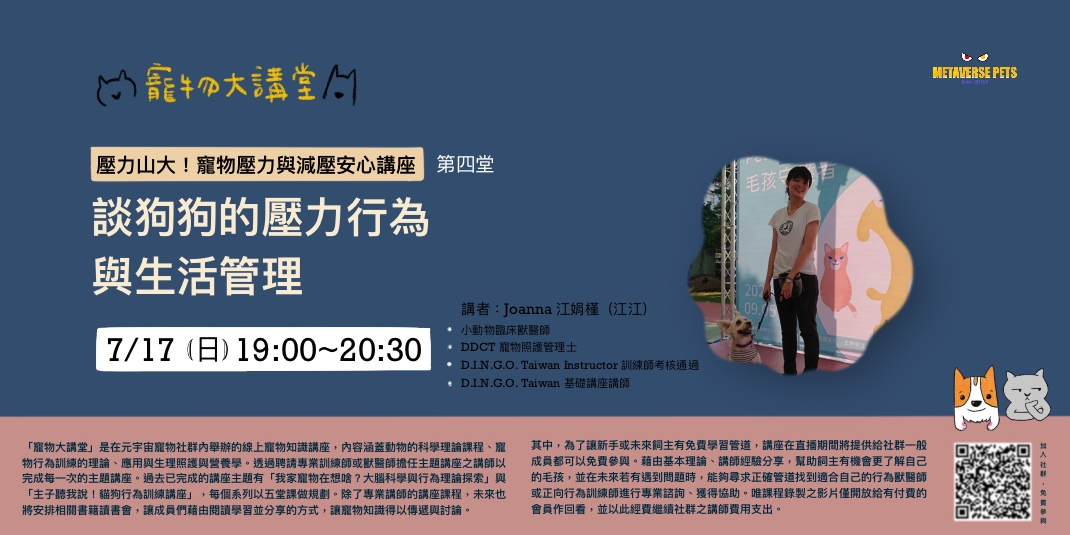 寵物大講堂
METAVERSE PETS
壓力山大！寵物壓力與減壓安心講座 第四堂
談狗狗的壓力行為
與生活管理
7/17（日）19:00~20:30
講者：Joanna 江娟槿（江江）
• 小動物臨床獸醫師
• DDCT 寵物照護管理士
• D.I.N.G.O. Taiwan Instructor 訓練師考核通過
• D.I.N.G.O. Taiwan 基礎講座講師
毛孩守
者
「寵物大講堂」是在元宇宙寵物社群內舉辦的線上寵物知識講座，內容涵蓋動物的科學理論課程、寵
物行為訓練的理論、應用與生理照護與營養學。透過聘請專業訓練師或獸醫師擔任主題講座之講師以
完成每一次的主題講座。過去已完成的講座主題有「我家寵物在想啥？大腦科學與行為理論探索」與
「主子聽我說！貓狗行為訓練講座」，每個系列以五堂課做規劃。除了專業講師的講座課程，未來也
將安排相關書籍讀書會，讓成員們藉由閱讀學習並分享的方式，讓寵物知識得以傳遞與討論。
其中，為了讓新手或未來飼主有免費學習管道，講座在直播期間將提供給社群一般
成員都可以免費參與。藉由基本理論、講師經驗分享，幫助飼主有機會更了解自己
的毛孩，並在未來若有遇到問題時，能夠尋求正確管道找到適合自己的行為獸醫師
或正向行為訓練師進行專業諮詢、獲得協助。唯課程錄製之影片僅開放給有付費的
會員作回看，並以此經費繼續社群之講師費用支出。
加入社群，免費參與